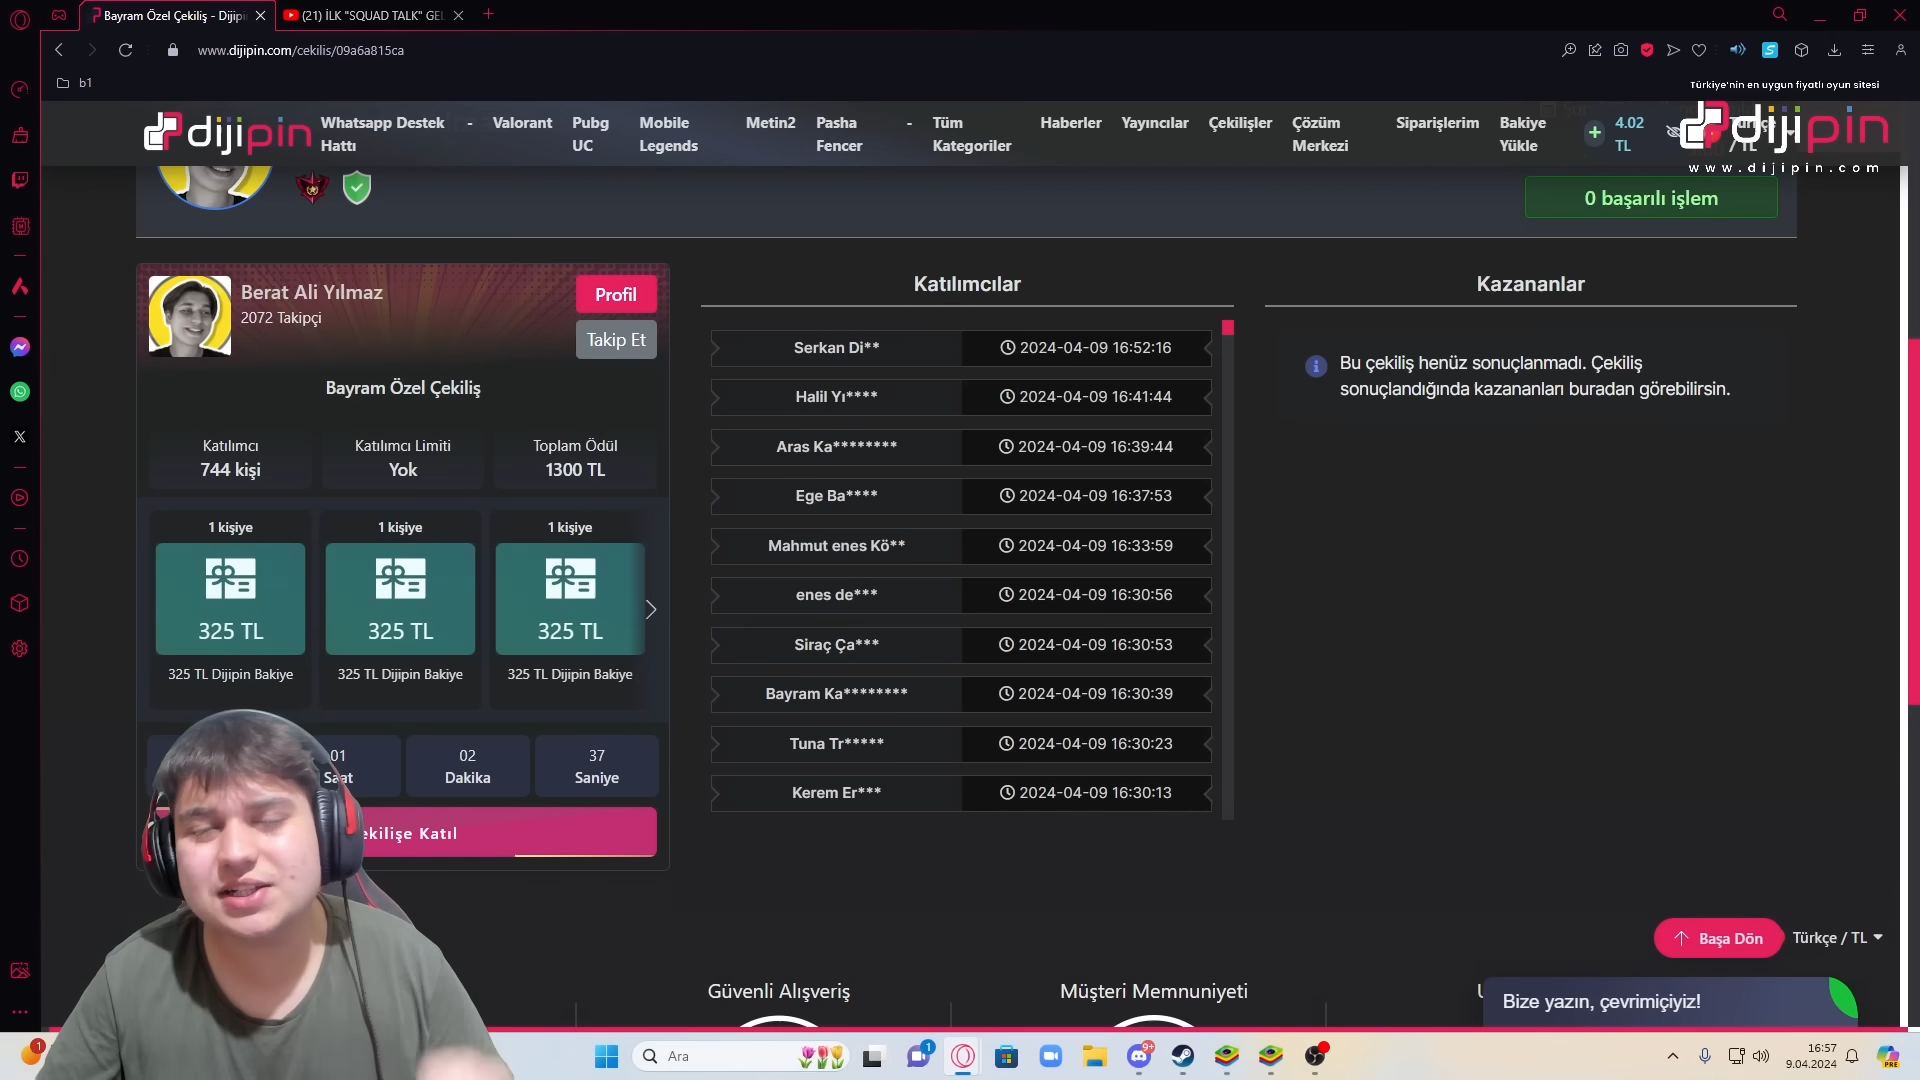 Bayram Özel Çekiliş - Dijipi
(21) İLK "SQUAD TALK" GEL
www.dijipin.com/cekilis/09a6a815ca
b1
Türkiye'nin en uygun fiyatlı oyun sitesi
dijipin
www.dijipin.com
dijipin
Whatsapp Destek
Hattı
-
Valorant
Pubg
UC
Mobile
Legends
Metin2
Pasha
Fencer
-
Tüm
Kategoriler
Haberler
Yayıncılar
Çekilişler
Çözüm
Merkezi
Siparişlerim
Bakiye
Yükle
4.02
TL
0 başarılı işlem
Berat Ali Yılmaz
2072 Takipçi
Profil
Takip Et
Bayram Özel Çekiliş
Katılımcı
744 kişi
Katılımcı Limiti
Yok
Toplam Ödül
1300 TL
1 kişiye
325 TL
325 TL Dijipin Bakiye
1 kişiye
325 TL
325 TL Dijipin Bakiye
1 kişiye
325 TL
325 TL Dijipin Bakiye
01
Saat
02
Dakika
37
Saniye
ekilişe Katıl
Katılımcılar
Serkan Di** 2024-04-09 16:52:16
Halil Yı**** 2024-04-09 16:41:44
Aras Ka******** 2024-04-09 16:39:44
Ege Ba**** 2024-04-09 16:37:53
Mahmut enes Kö** 2024-04-09 16:33:59
enes de*** 2024-04-09 16:30:56
Siraç Ça*** 2024-04-09 16:30:53
Bayram Ka******** 2024-04-09 16:30:39
Tuna Tr***** 2024-04-09 16:30:23
Kerem Er*** 2024-04-09 16:30:13
Kazananlar
Bu çekiliş henüz sonuçlanmadı. Çekiliş
sonuçlandığında kazananları buradan görebilirsin.
Başa Dön
Türkçe / TL
Güvenli Alışveriş
Müşteri Memnuniyeti
Bize yazın, çevrimiçiyiz!
1
Ara
1
9+
16:57
9.04.2024
PRE